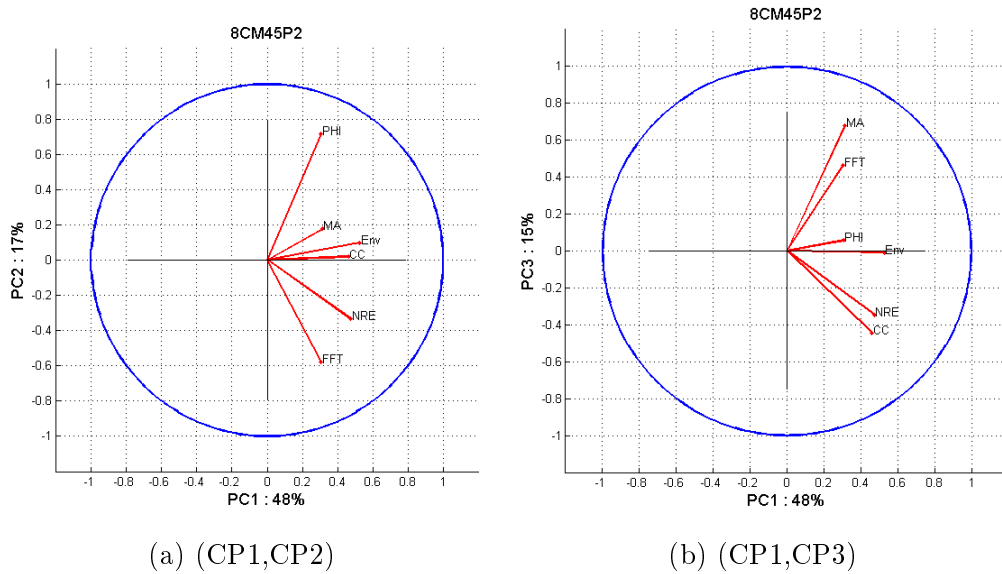 8CM45P2
1
0.8
0.6
0.4
0.2
0
-0.2
-0.4
-0.6
-0.8
-1
PC2 : 17%
PHI
MA
Env
CC
NRE
FFT
-1 -0.8 -0.6 -0.4 -0.2 0 0.2 0.4 0.6 0.8 1
PC1 : 48%
(a) (CP1,CP2)
8CM45P2
1
0.8
0.6
0.4
0.2
0
-0.2
-0.4
-0.6
-0.8
-1
PC3 : 15%
MA
FFT
PHI
Env
NRE
CC
-1 -0.8 -0.6 -0.4 -0.2 0 0.2 0.4 0.6 0.8 1
PC1 : 48%
(b) (CP1,CP3)